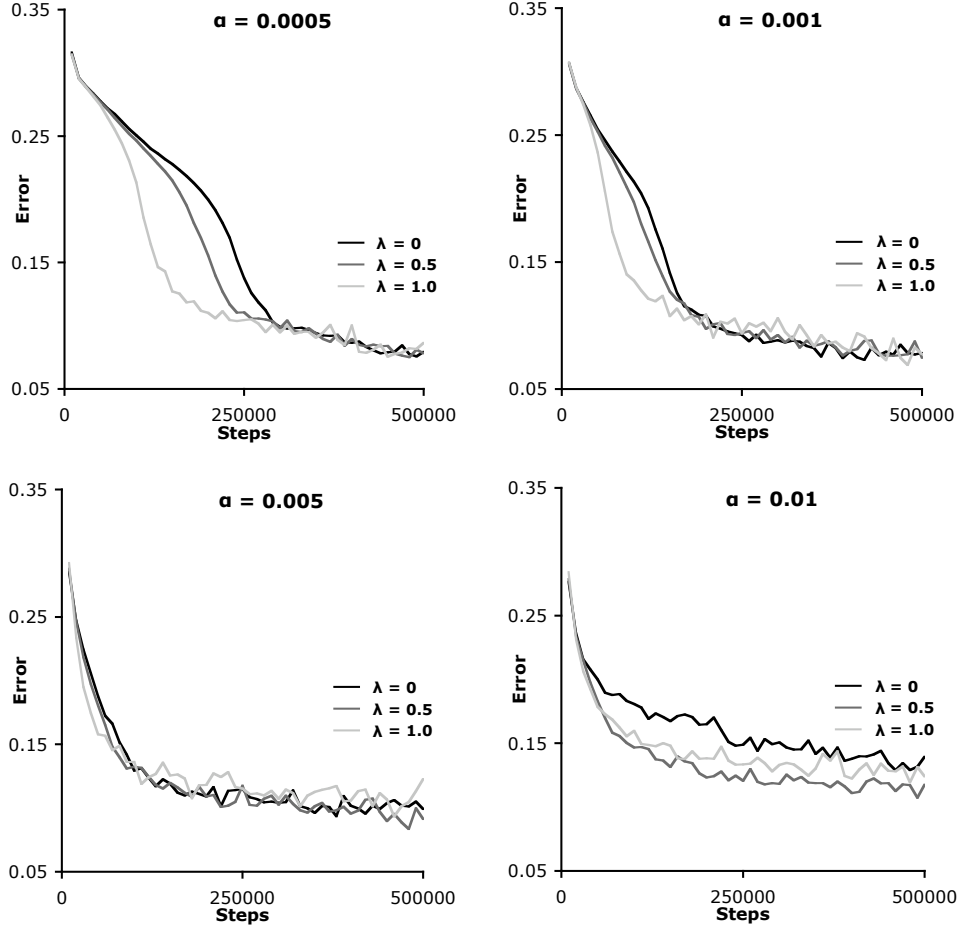 α = 0.0005
0.35
0.25
0.15
0.05
Error
λ = 0
λ = 0.5
λ = 1.0
0
250000
500000
Steps
α = 0.001
0.35
0.25
0.15
0.05
Error
λ = 0
λ = 0.5
λ = 1.0
0
250000
500000
Steps
α = 0.005
0.35
0.25
0.15
0.05
Error
λ = 0
λ = 0.5
λ = 1.0
0
250000
500000
Steps
α = 0.01
0.35
0.25
0.15
0.05
Error
λ = 0
λ = 0.5
λ = 1.0
0
250000
500000
Steps